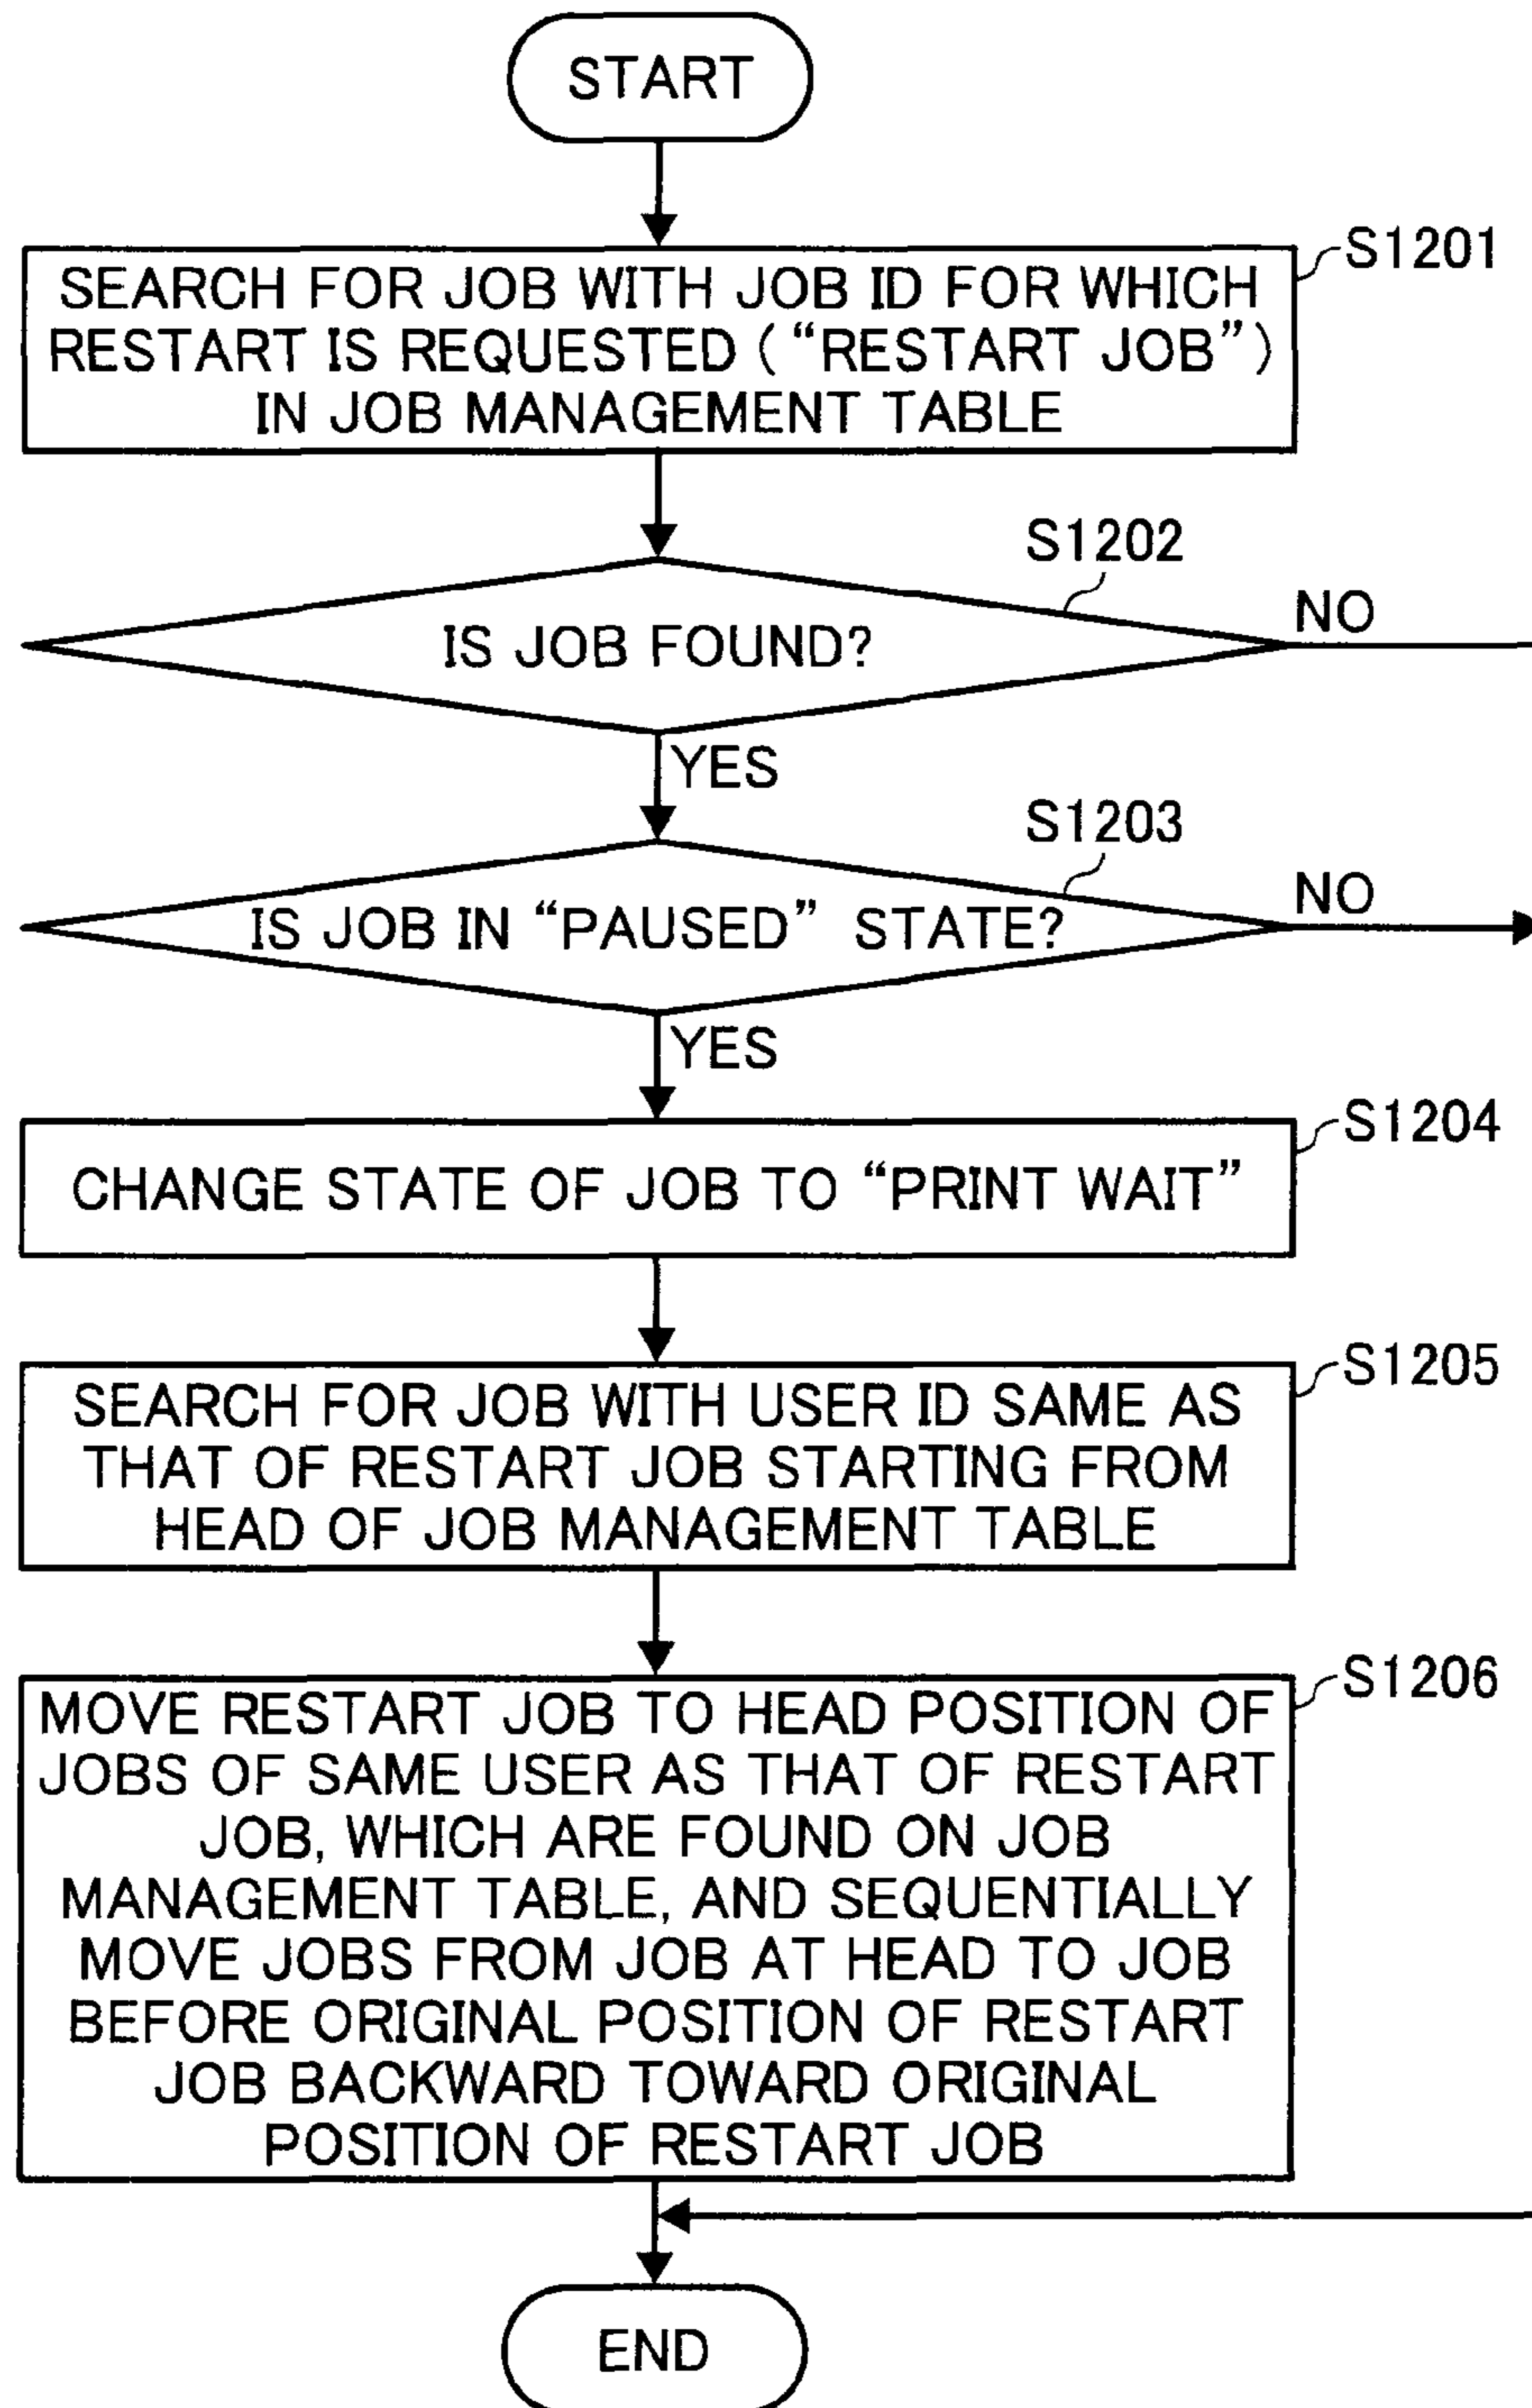 START
S1201
SEARCH FOR JOB WITH JOB ID FOR WHICH
RESTART IS REQUESTED (“RESTART JOB”)
IN JOB MANAGEMENT TABLE
S1202
NO
IS JOB FOUND?
YES
S1203
NO
IS JOB IN “PAUSED” STATE?
YES
S1204
CHANGE STATE OF JOB TO “PRINT WAIT”
S1205
SEARCH FOR JOB WITH USER ID SAME AS
THAT OF RESTART JOB STARTING FROM
HEAD OF JOB MANAGEMENT TABLE
S1206
MOVE RESTART JOB TO HEAD POSITION OF
JOBS OF SAME USER AS THAT OF RESTART
JOB, WHICH ARE FOUND ON JOB
MANAGEMENT TABLE, AND SEQUENTIALLY
MOVE JOBS FROM JOB AT HEAD TO JOB
BEFORE ORIGINAL POSITION OF RESTART
JOB BACKWARD TOWARD ORIGINAL
POSITION OF RESTART JOB
END